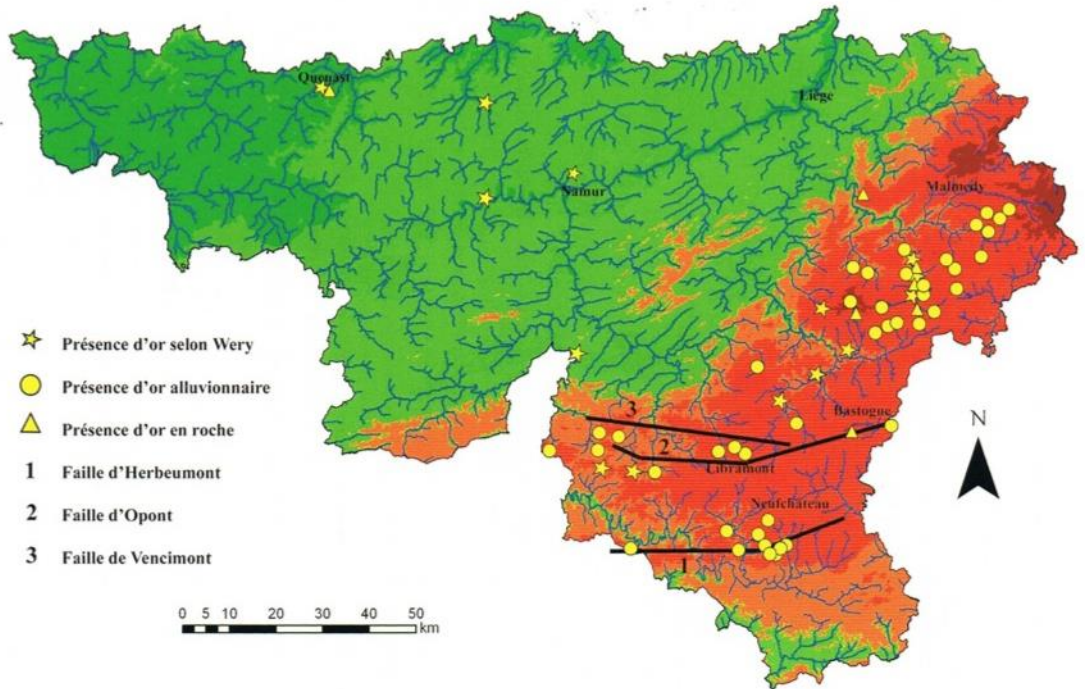 Quenast
Liège
Namur
Malmedy
Présence d'or selon Wery
Présence d'or alluvionnaire
Présence d'or en roche
1 Faille d'Herbeumont
2 Faille d'Opont
3 Faille de Vencimont
3
2
Bastogne
Libramont
Neufchâteau
1
N
0 5 10 20 30 40 50
km